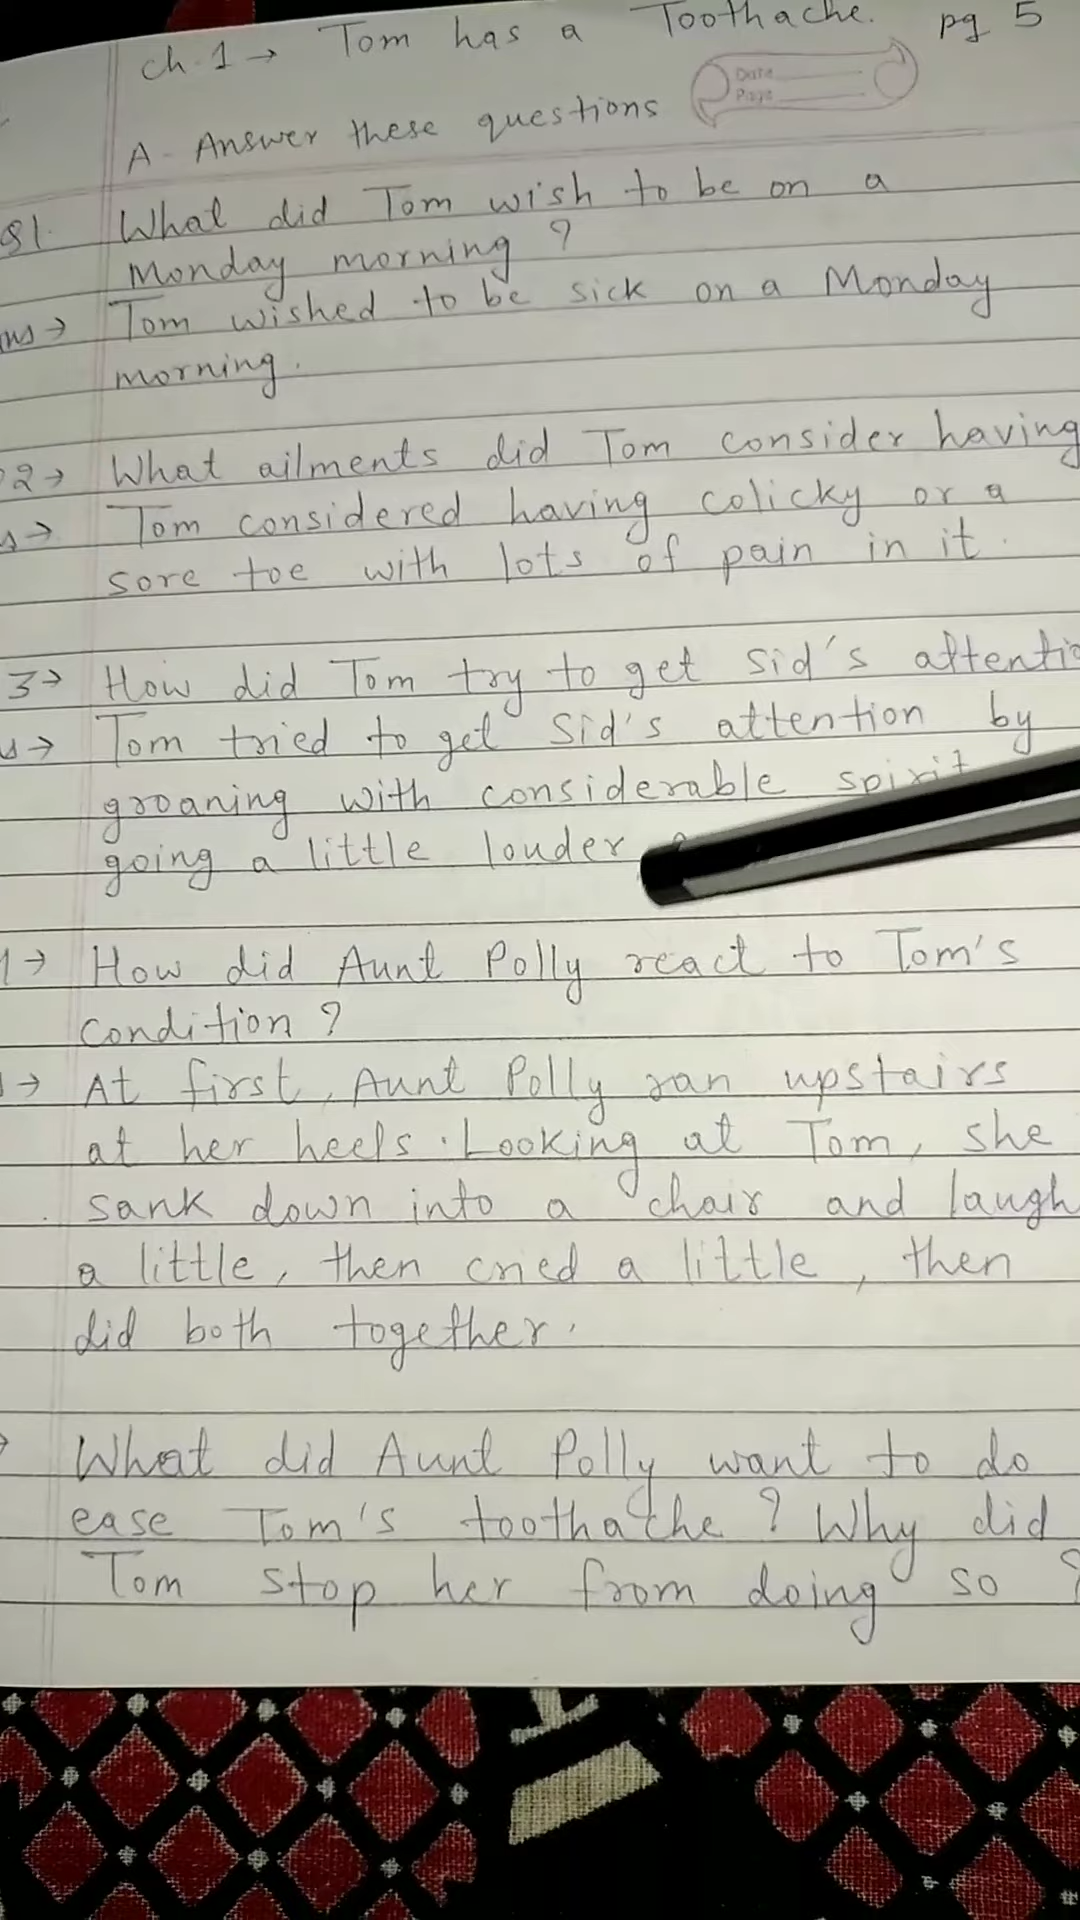 ch.1 → Tom has a Toothache. pg 5
Date
Page
A - Answer these questions
What did Tom wish to be on a
Monday morning ?
Tom wished to be sick on a Monday
morning.
2→ What ailments did Tom consider having
Tom considered having colicky or a
sore toe with lots of pain in it.
3→ How did Tom try to get Sid's attentio
Tom tried to get Sid's attention by
groaning with considerable spirit
going a little louder
How did Aunt Polly react to Tom's
condition ?
At first, Aunt Polly ran upstairs
at her heels. Looking at Tom, she
sank down into a chair and laugh
a little, then cried a little, then
did both together.
What did Aunt Polly want to do
ease Tom's toothathe ? Why did
Tom stop her from doing so ?